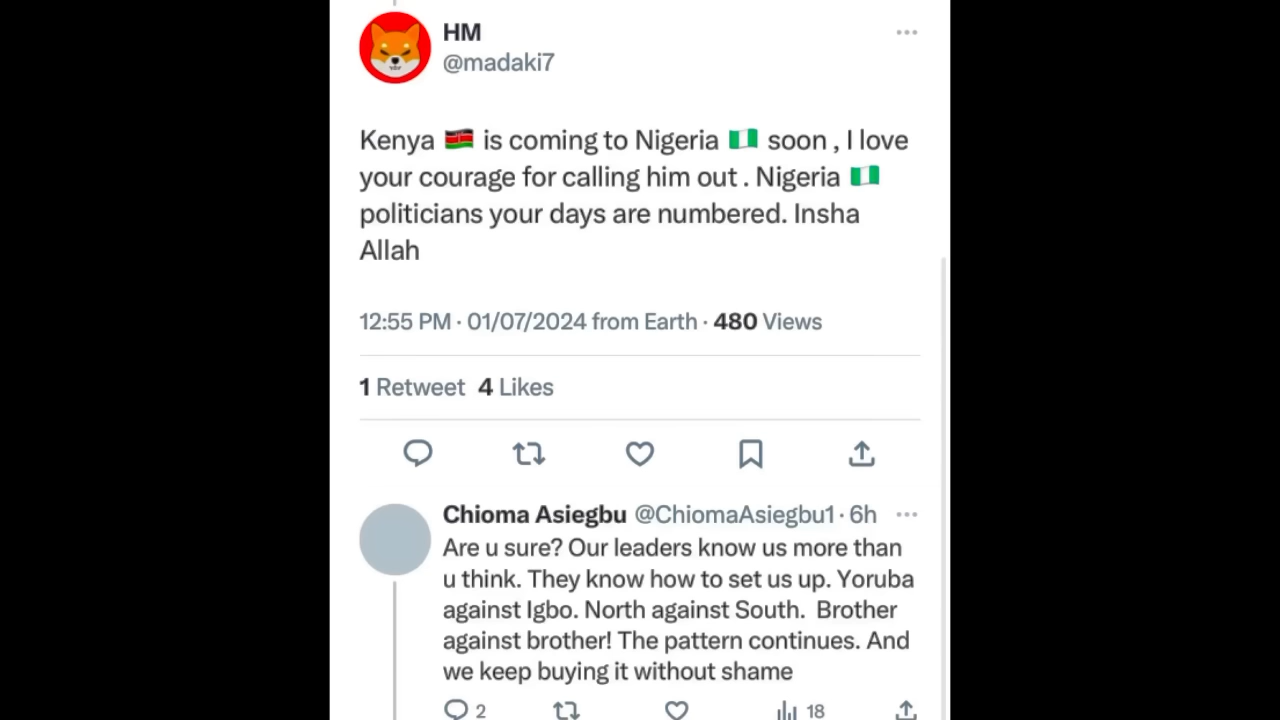 HM
@madaki7
Kenya 🇰🇪 is coming to Nigeria 🇳🇬 soon , I love
your courage for calling him out . Nigeria 🇳🇬
politicians your days are numbered. Insha
Allah
12:55 PM · 01/07/2024 from Earth · 480 Views
1 Retweet 4 Likes
Chioma Asiegbu @ChiomaAsiegbu1 · 6h
Are u sure? Our leaders know us more than
u think. They know how to set us up. Yoruba
against Igbo. North against South.  Brother
against brother! The pattern continues. And
we keep buying it without shame
2 18